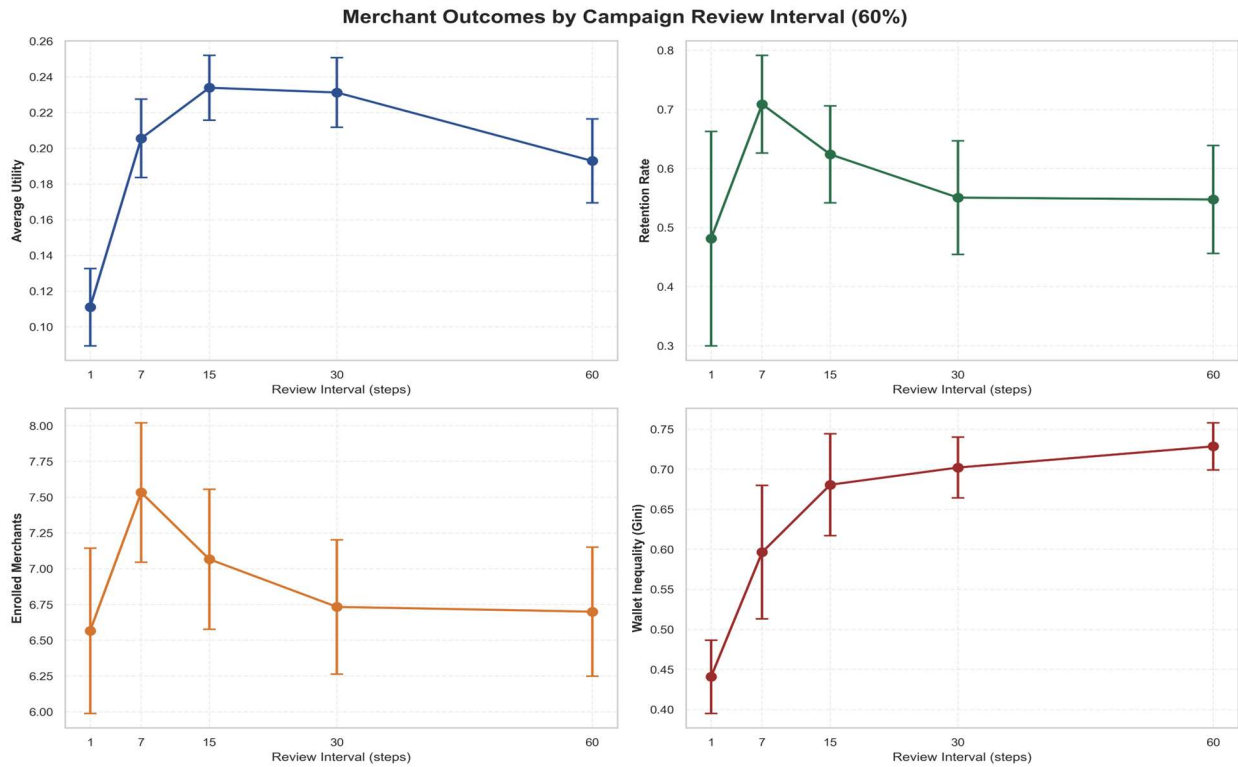 Merchant Outcomes by Campaign Review Interval (60%)
Average Utility
0.26
0.24
0.22
0.20
0.18
0.16
0.14
0.12
0.10
1 7 15 30 60
Review Interval (steps)
Retention Rate
0.8
0.7
0.6
0.5
0.4
0.3
1 7 15 30 60
Review Interval (steps)
Enrolled Merchants
8.00
7.75
7.50
7.25
7.00
6.75
6.50
6.25
6.00
1 7 15 30 60
Review Interval (steps)
Wallet Inequality (Gini)
0.75
0.70
0.65
0.60
0.55
0.50
0.45
0.40
1 7 15 30 60
Review Interval (steps)